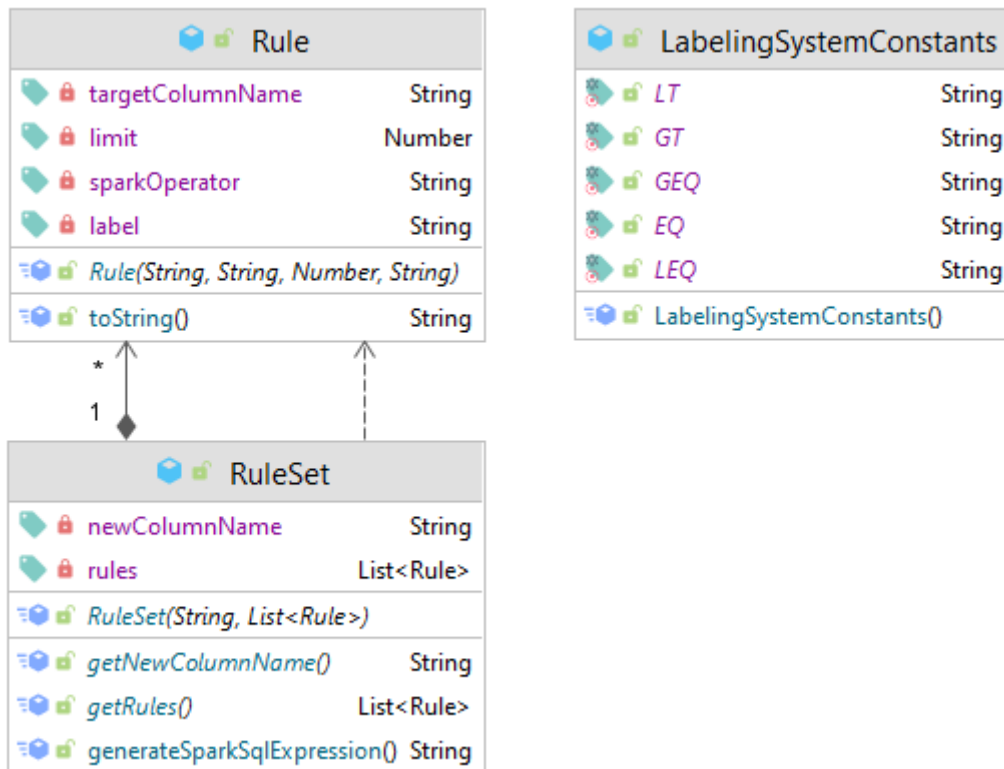 Rule
targetColumnName String
limit Number
sparkOperator String
label String
Rule(String, String, Number, String)
toString() String
LabelingSystemConstants
LT String
GT String
GEQ String
EQ String
LEQ String
LabelingSystemConstants()
*
1
RuleSet
newColumnName String
rules List<Rule>
RuleSet(String, List<Rule>)
getNewColumnName() String
getRules() List<Rule>
generateSparkSqlExpression() String